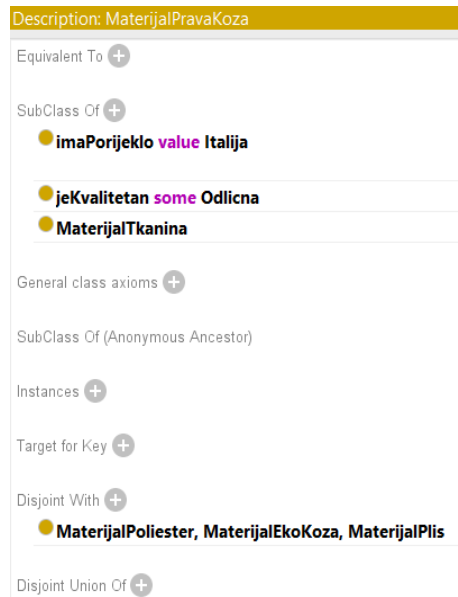 Description: MaterijalPravaKoza
Equivalent To
SubClass Of
imaPorijeklo value Italija
jeKvalitetan some Odlicna
MaterijalTkanina
General class axioms
SubClass Of (Anonymous Ancestor)
Instances
Target for Key
Disjoint With
MaterijalPoliester, MaterijalEkoKoza, MaterijalPlis
Disjoint Union Of